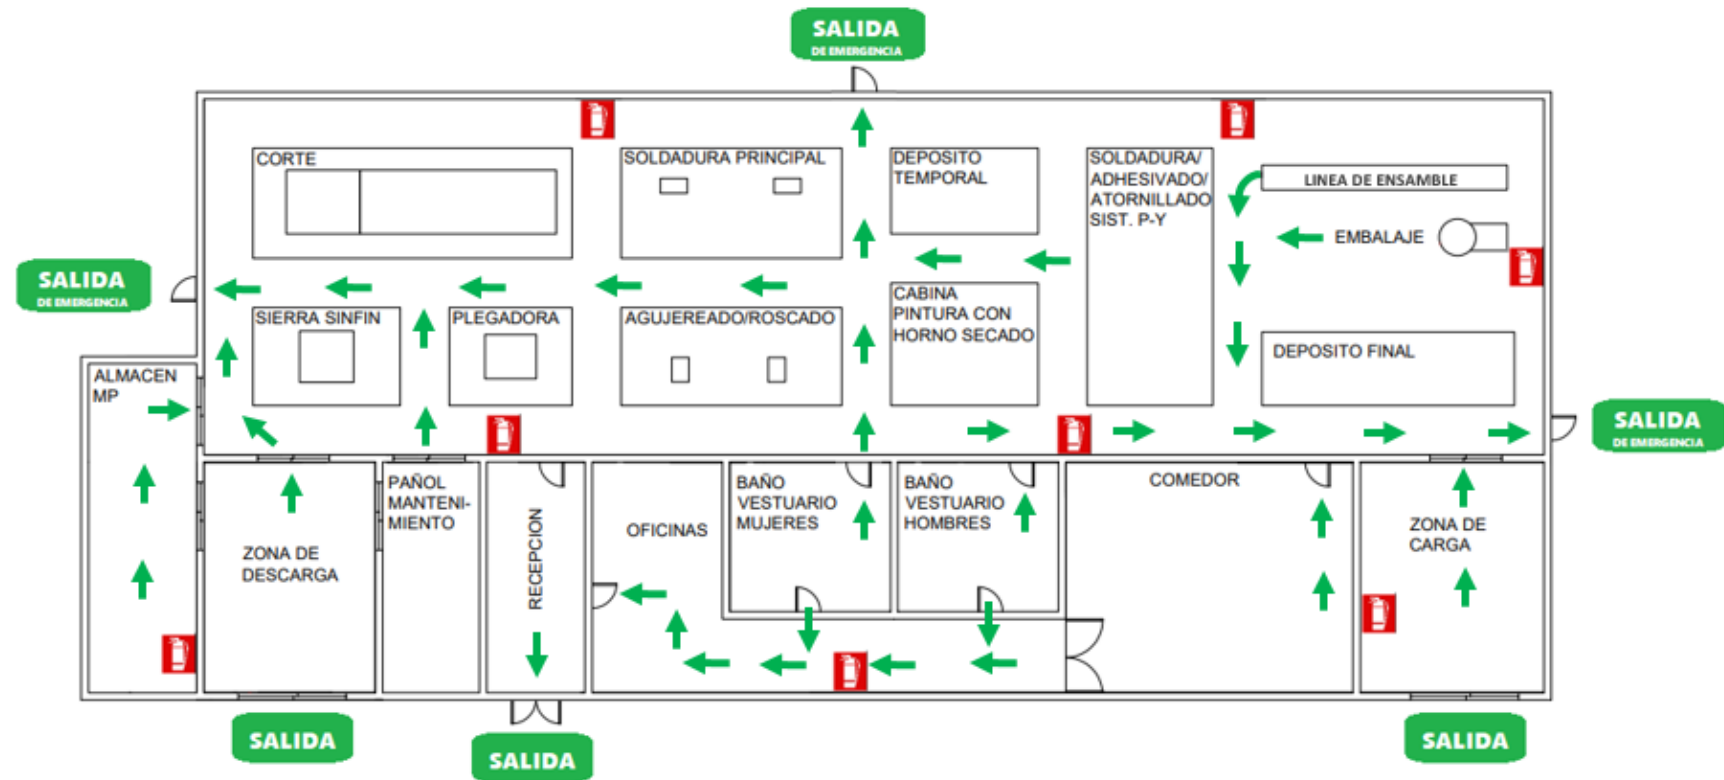 SALIDA
DE EMERGENCIA
CORTE
SOLDADURA PRINCIPAL
DEPOSITO
TEMPORAL
SOLDADURA/
ADHESIVADO/
ATORNILLADO
SIST. P-Y
LINEA DE ENSAMBLE
EMBALAJE
SALIDA
DE EMERGENCIA
SIERRA SINFIN
PLEGADORA
AGUJEREADO/ROSCADO
CABINA
PINTURA CON
HORNO SECADO
DEPOSITO FINAL
ALMACEN
MP
SALIDA
DE EMERGENCIA
ZONA DE
DESCARGA
PAÑOL
MANTENI-
MIENTO
RECEPCION
OFICINAS
BAÑO
VESTUARIO
MUJERES
BAÑO
VESTUARIO
HOMBRES
COMEDOR
ZONA DE
CARGA
SALIDA
SALIDA
SALIDA